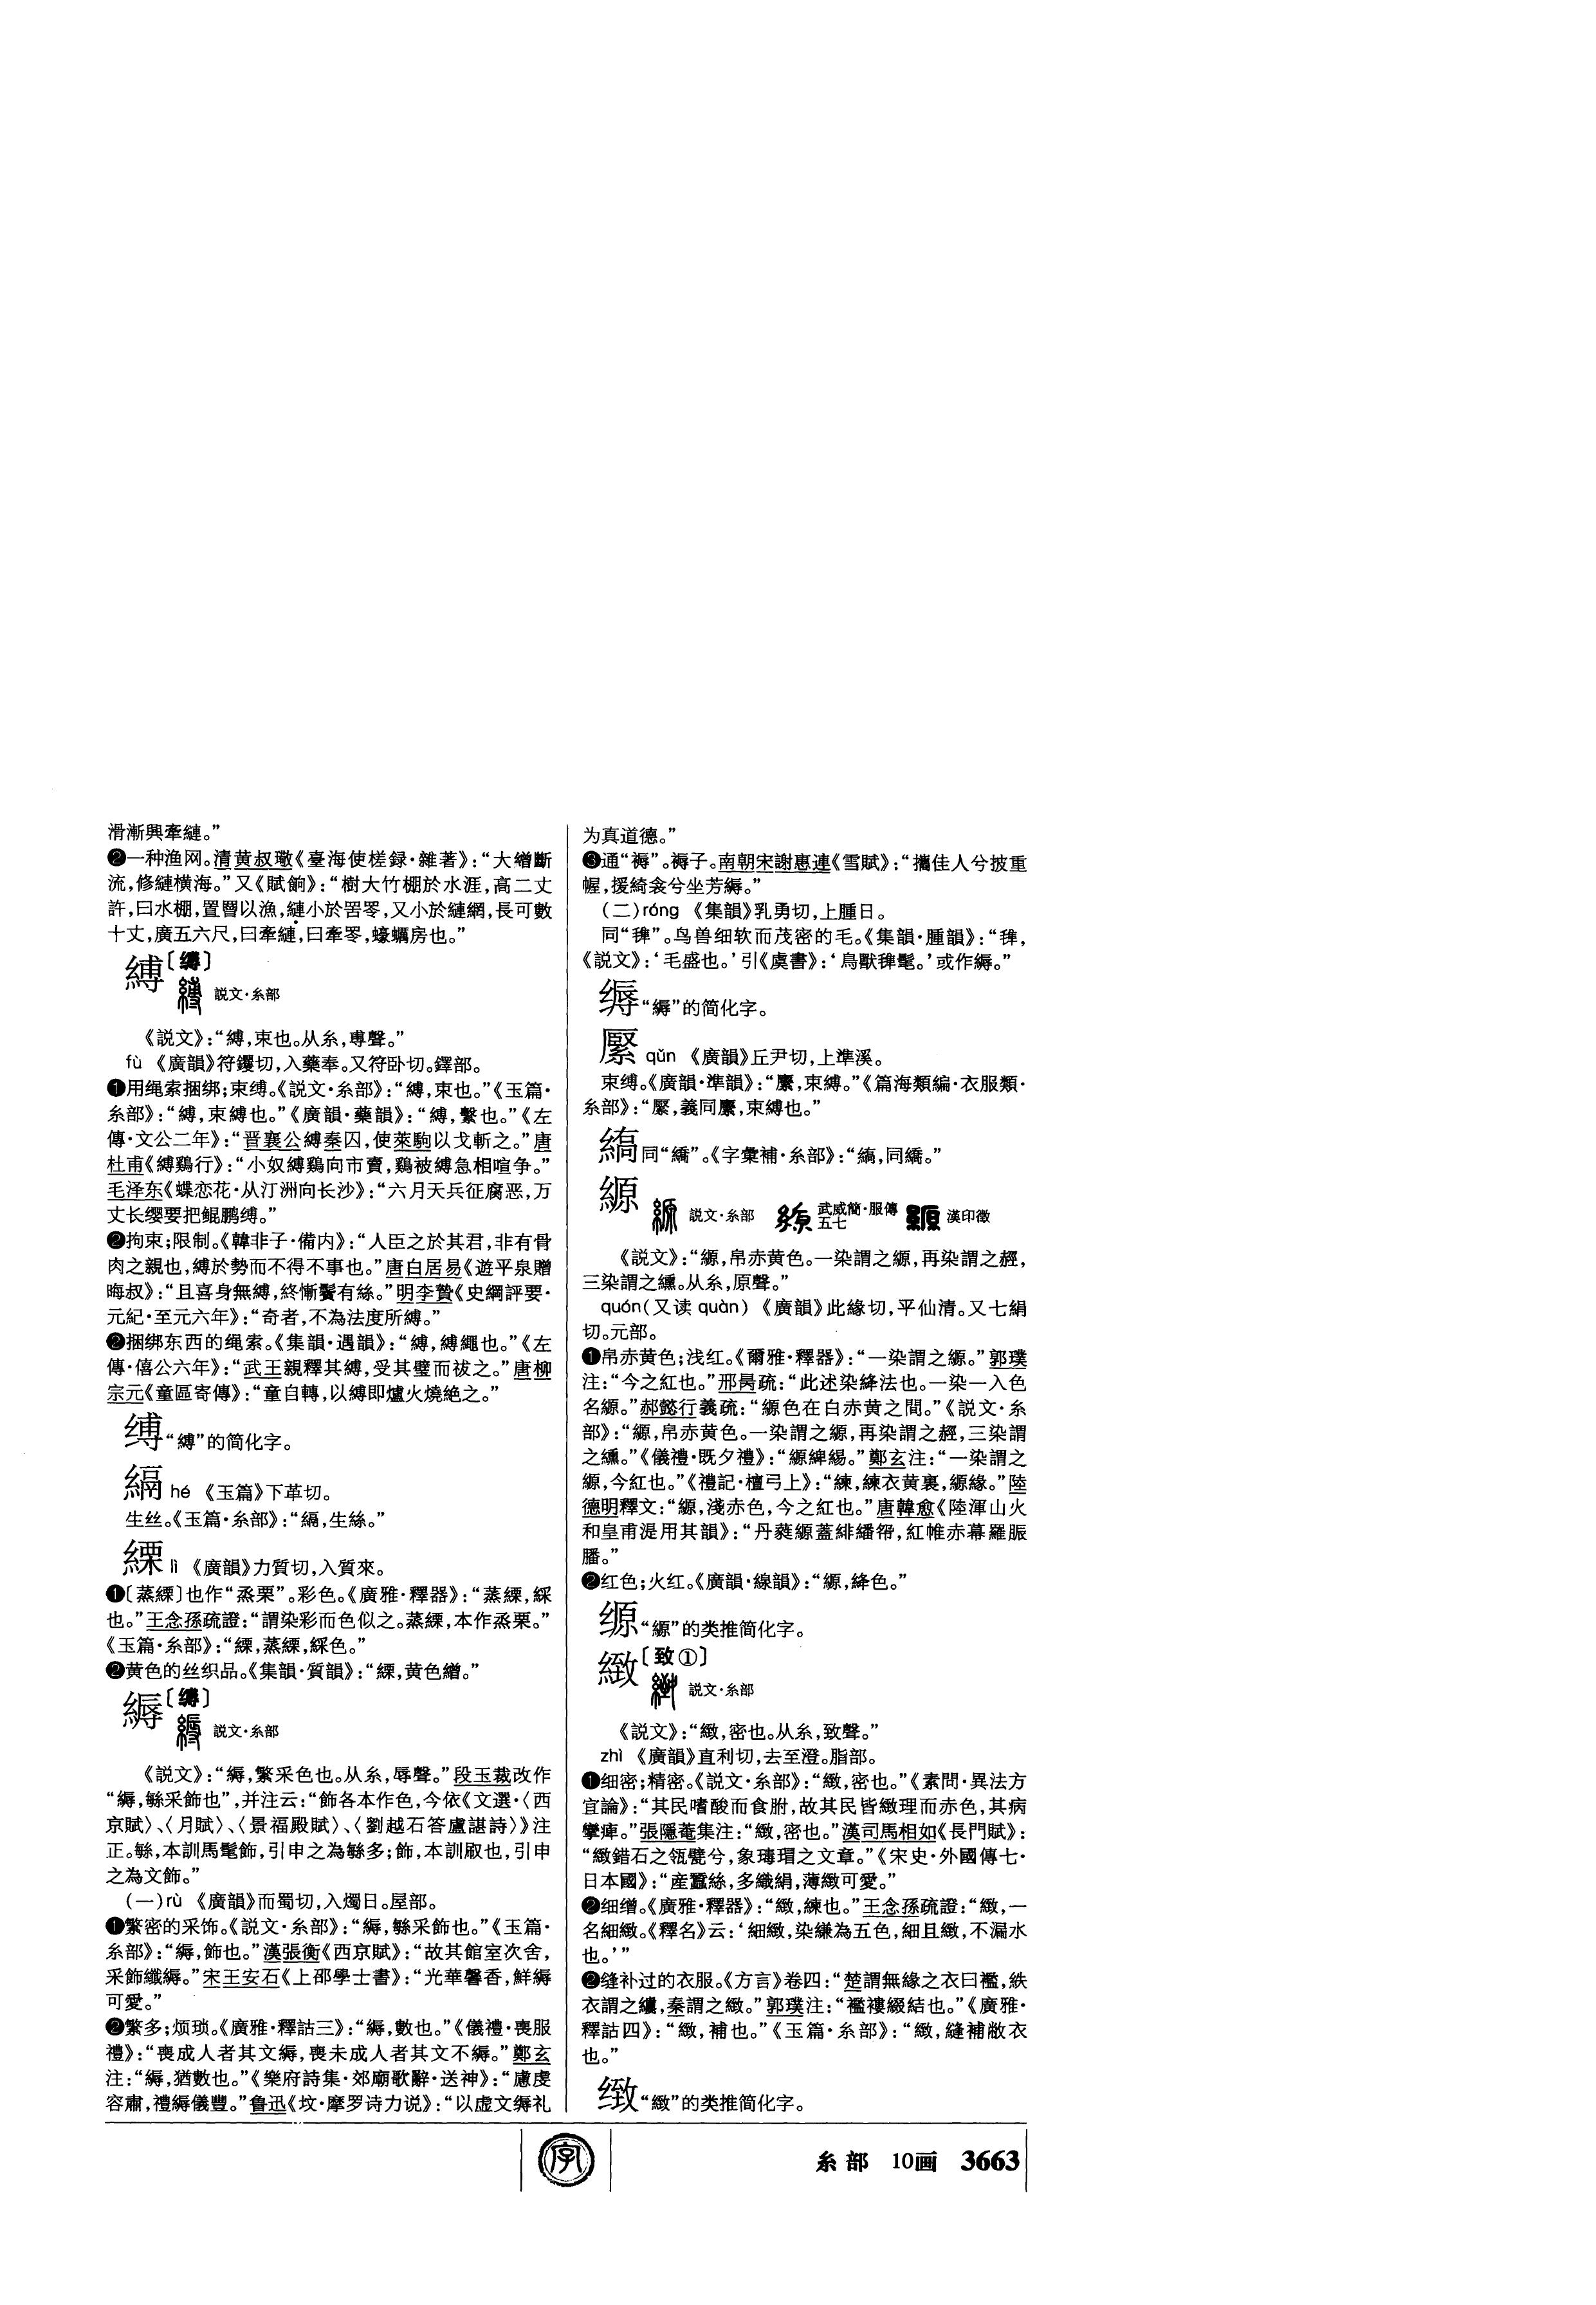 滑漸興牽縺。”
❷一种渔网。清黄叔璥《臺海使槎録·雜著》：“大繒斷
流，修縺横海。”又《賦餉》：“樹大竹棚於水涯，高二丈
許，曰水棚，置罾以漁，縺小於罟罖，又小於縺網，長可數
十丈，廣五六尺，曰牽縺，曰牽罖，蠔蠣房也。”
縛〔缚〕
説文·糸部
《説文》：“縛，束也。从糸，尃聲。”
fù 《廣韻》符钁切，入藥奉。又符卧切。鐸部。
❶用绳索捆绑；束缚。《説文·糸部》：“縛，束也。”《玉篇·
糸部》：“縛，束縛也。”《廣韻·藥韻》：“縛，繫也。”《左
傳·文公二年》：“晋襄公縛秦囚，使萊駒以戈斬之。”唐
杜甫《縛鷄行》：“小奴縛鷄向市賣，鷄被縛急相喧争。”
毛泽东《蝶恋花·从汀洲向长沙》：“六月天兵征腐恶，万
丈长缨要把鲲鹏缚。”
❷拘束；限制。《韓非子·備内》：“人臣之於其君，非有骨
肉之親也，縛於勢而不得不事也。”唐白居易《遊平泉贈
晦叔》：“且喜身無縛，終慚鬢有絲。”明李贄《史綱評要·
元紀·至元六年》：“奇者，不為法度所縛。”
❷捆绑东西的绳索。《集韻·遇韻》：“縛，縛繩也。”《左
傳·僖公六年》：“武王親釋其縛，受其璧而祓之。”唐柳
宗元《童區寄傳》：“童自轉，以縛即爐火燒絶之。”
缚“縛”的简化字。
䌿hé 《玉篇》下革切。
生丝。《玉篇·糸部》：“䌿，生絲。”
縹lì 《廣韻》力質切，入質來。
❶〔蒸𦃊〕也作“烝栗”。彩色。《廣雅·釋器》：“蒸𦃊，綵
也。”王念孫疏證：“謂染彩而色似之。蒸𦃊，本作烝栗。”
《玉篇·糸部》：“𦃊，蒸𦃊，綵色。”
❷黄色的丝织品。《集韻·質韻》：“𦃊，黄色繒。”
縟〔缛〕
説文·糸部
《説文》：“縟，繁采色也。从糸，辱聲。”段玉裁改作
“縟，緐采飾也”，并注云：“飾各本作色，今依《文選·〈西
京賦〉、〈月賦〉、〈景福殿賦〉、〈劉越石答盧諶詩〉》注
正。緐，本訓馬髦飾，引申之為緐多；飾，本訓㕞也，引申
之為文飾。”
（一）rù 《廣韻》而蜀切，入燭日。屋部。
❶繁密的采饰。《説文·糸部》：“縟，緐采飾也。”《玉篇·
糸部》：“縟，飾也。”漢張衡《西京賦》：“故其館室次舍，
采飾纖縟。”宋王安石《上邵學士書》：“光華馨香，鮮縟
可愛。”
❷繁多；烦琐。《廣雅·釋詁三》：“縟，數也。”《儀禮·喪服
禮》：“喪成人者其文縟，喪未成人者其文不縟。”鄭玄
注：“縟，猶數也。”《樂府詩集·郊廟歌辭·送神》：“慮虔
容肅，禮縟儀豐。”鲁迅《坟·摩罗诗力说》：“以虚文缛礼
为真道德。”
❸通“褥”。褥子。南朝宋謝惠連《雪賦》：“攜佳人兮披重
幄，援綺衾兮坐芳縟。”
（二）róng 《集韻》乳勇切，上腫日。
同“㲨”。鸟兽细软而茂密的毛。《集韻·腫韻》：“㲨，
《説文》：‘毛盛也。’引《虞書》：‘鳥獸㲨髦。’或作縟。”
缛“縟”的简化字。
qǔn 《廣韻》丘尹切，上準溪。
束缚。《廣韻·準韻》：“，束縛。”《篇海類編·衣服類·
糸部》：“，義同，束縛也。”
縞同“繑”。《字彙補·糸部》：“縞，同繑。”
縓
説文·糸部 武威簡·服傳五七 漢印徵
《説文》：“縓，帛赤黄色。一染謂之縓，再染謂之䞓，
三染謂之纁。从糸，原聲。”
quón（又读 quàn） 《廣韻》此緣切，平仙清。又七絹
切。元部。
❶帛赤黄色；浅红。《爾雅·釋器》：“一染謂之縓。”郭璞
注：“今之紅也。”邢昺疏：“此述染絳法也。一染一入色
名縓。”郝懿行義疏：“縓色在白赤黄之間。”《説文·糸
部》：“縓，帛赤黄色。一染謂之縓，再染謂之䞓，三染謂
之纁。”《儀禮·既夕禮》：“縓綼緆。”鄭玄注：“一染謂之
縓，今紅也。”《禮記·檀弓上》：“練，練衣黄裏，縓緣。”陸
德明釋文：“縓，淺赤色，今之紅也。”唐韓愈《陸渾山火
和皇甫湜用其韻》：“丹蕤縓蓋緋繙帤，紅帷赤幕羅脤
膰。”
❷红色；火红。《廣韻·線韻》：“縓，絳色。”
𫄸“縓”的类推简化字。
緻〔致①〕
説文·糸部
《説文》：“緻，密也。从糸，致聲。”
zhì 《廣韻》直利切，去至澄。脂部。
❶细密；精密。《説文·糸部》：“緻，密也。”《素問·異法方
宜論》：“其民嗜酸而食胕，故其民皆緻理而赤色，其病
攣痺。”張隱菴集注：“緻，密也。”漢司馬相如《長門賦》：
“緻錯石之瓴甓兮，象瑇瑁之文章。”《宋史·外國傳七·
日本國》：“産蠶絲，多織絹，薄緻可愛。”
❷细缯。《廣雅·釋器》：“緻，練也。”王念孫疏證：“緻，一
名細緻。《釋名》云：‘細緻，染縑為五色，細且緻，不漏水
也。’”
❷缝补过的衣服。《方言》卷四：“楚謂無緣之衣曰襤，紩
衣謂之褸，秦謂之緻。”郭璞注：“襤褸綴結也。”《廣雅·
釋詁四》：“緻，補也。”《玉篇·糸部》：“緻，縫補敝衣
也。”
“緻”的类推简化字。
字
糸部 10画 3663